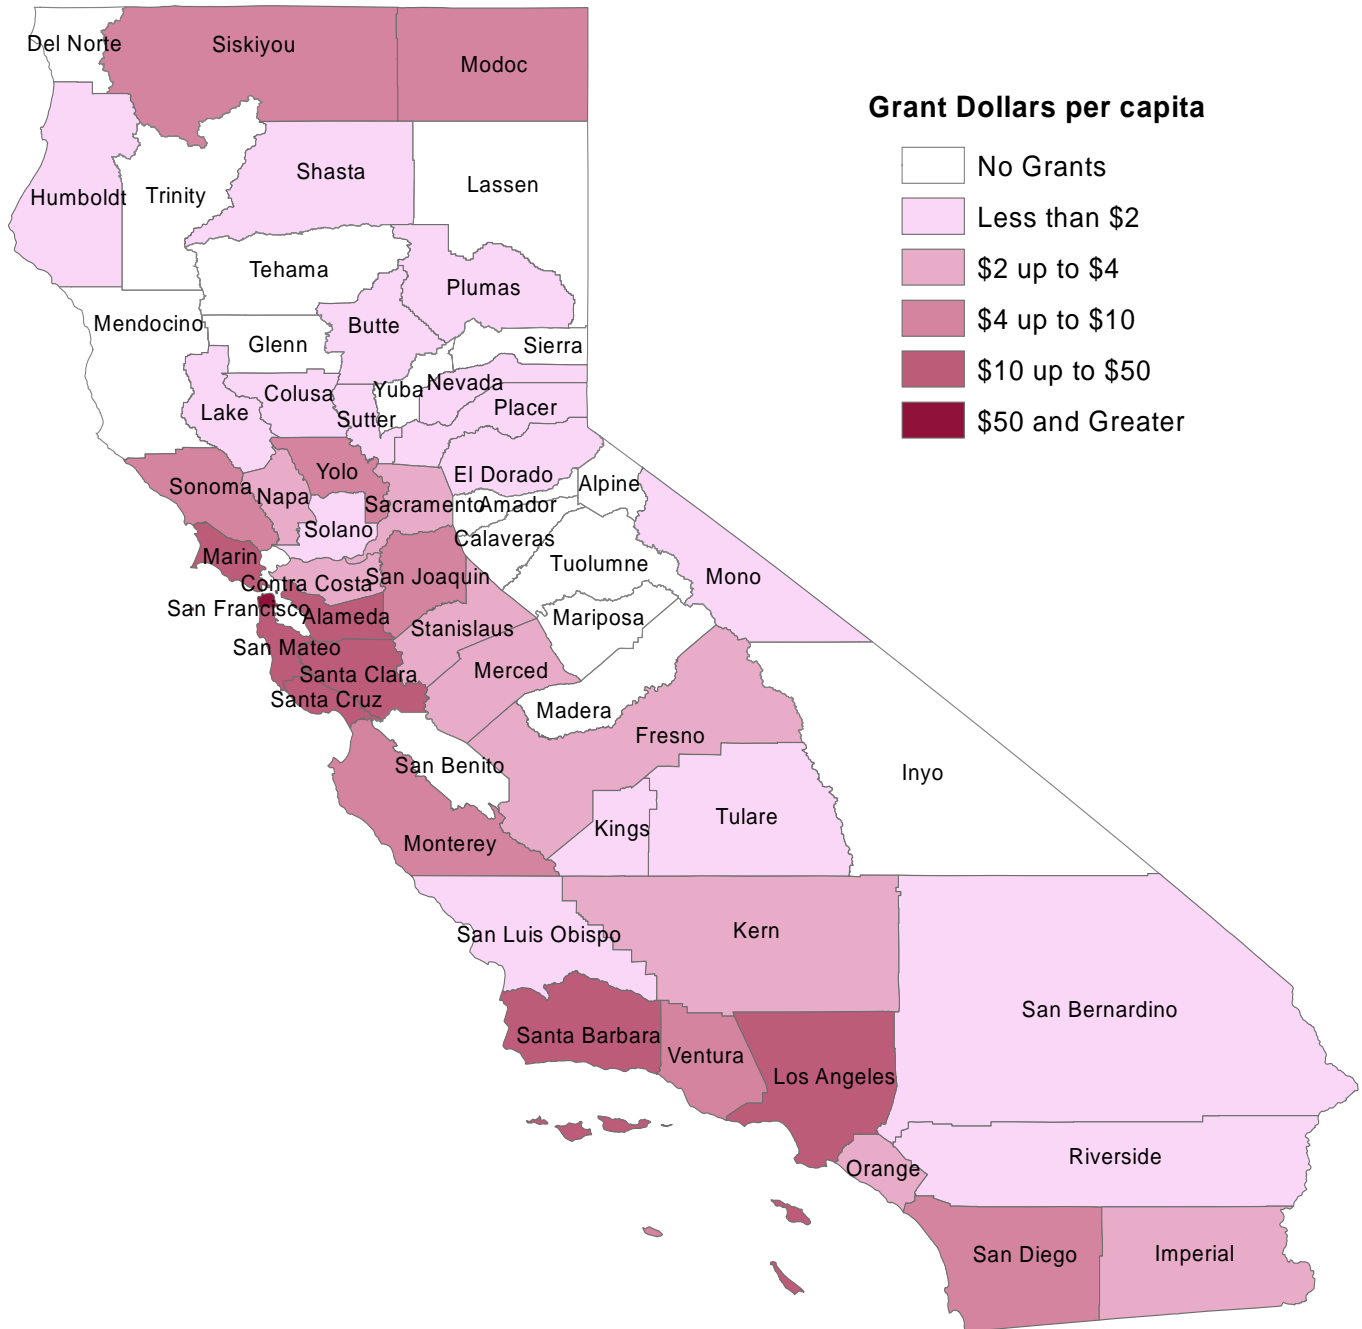 Del Norte
Siskiyou
Modoc
Grant Dollars per capita
No Grants
Less than $2
$2 up to $4
$4 up to $10
$10 up to $50
$50 and Greater
Humboldt
Trinity
Shasta
Lassen
Tehama
Plumas
Mendocino
Glenn
Butte
Sierra
Lake
Colusa
Sutter
Yuba
Nevada
Placer
Sonoma
Napa
Yolo
Solano
Sacramento
El Dorado
Amador
Alpine
Calaveras
Marin
Contra Costa
San Joaquin
Tuolumne
Mono
San Francisco
Alameda
Stanislaus
Mariposa
San Mateo
Santa Clara
Merced
Santa Cruz
Madera
Fresno
San Benito
Inyo
Monterey
Kings
Tulare
San Luis Obispo
Kern
San Bernardino
Santa Barbara
Ventura
Los Angeles
Orange
Riverside
San Diego
Imperial